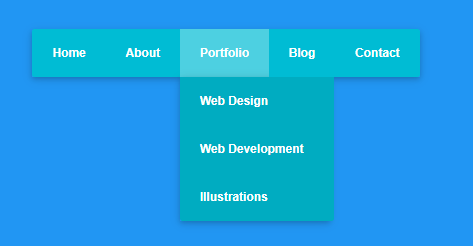 Home About Portfolio Blog Contact
Web Design
Web Development
Illustrations